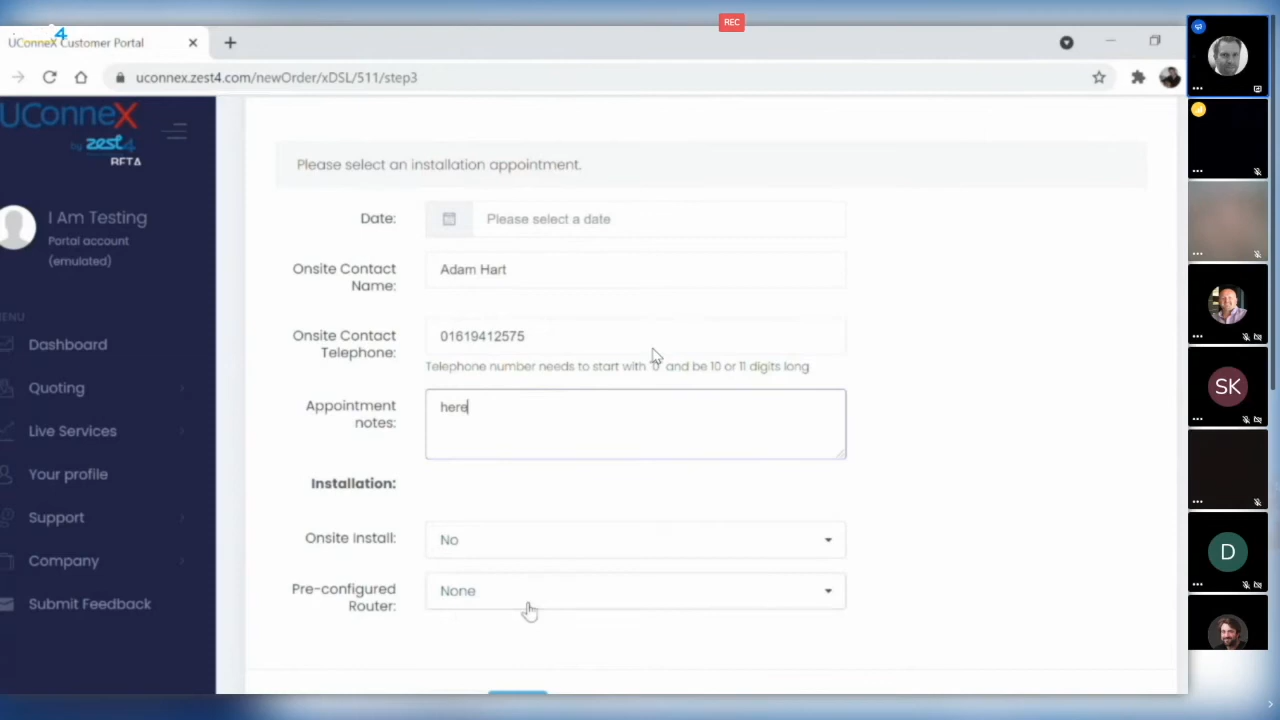 REC
4
UConneX Customer Portal
uconnex.zest4.com/newOrder/xDSL/511/step3
UConneX
by zest4
BETA
I Am Testing
Portal account
(emulated)
MENU
Dashboard
Quoting
Live Services
Your profile
Support
Company
Submit Feedback
Please select an installation appointment.
Date:
Please select a date
Onsite Contact
Name:
Adam Hart
Onsite Contact
Telephone:
01619412575
Telephone number needs to start with '0' and be 10 or 11 digits long
Appointment
notes:
here
Installation:
Onsite Install:
No
Pre-configured
Router:
None
SK
D